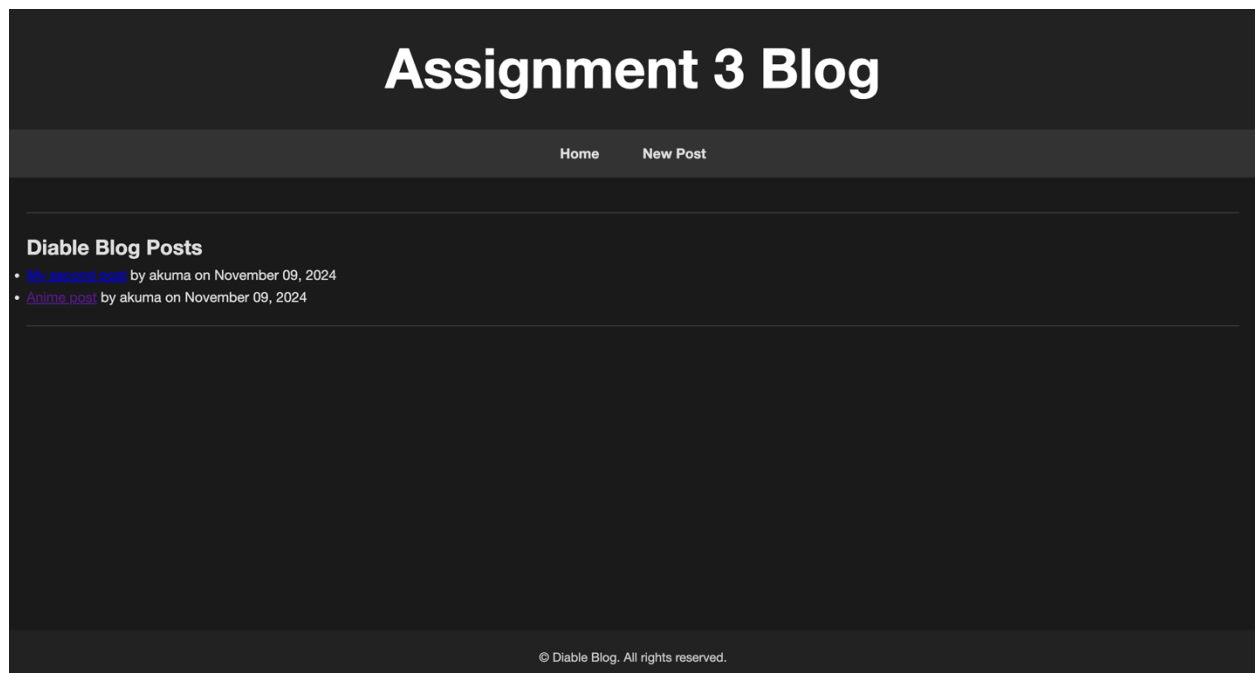 Assignment 3 Blog
Home New Post
Diable Blog Posts
• My second post by akuma on November 09, 2024
• Anime post by akuma on November 09, 2024
© Diable Blog. All rights reserved.